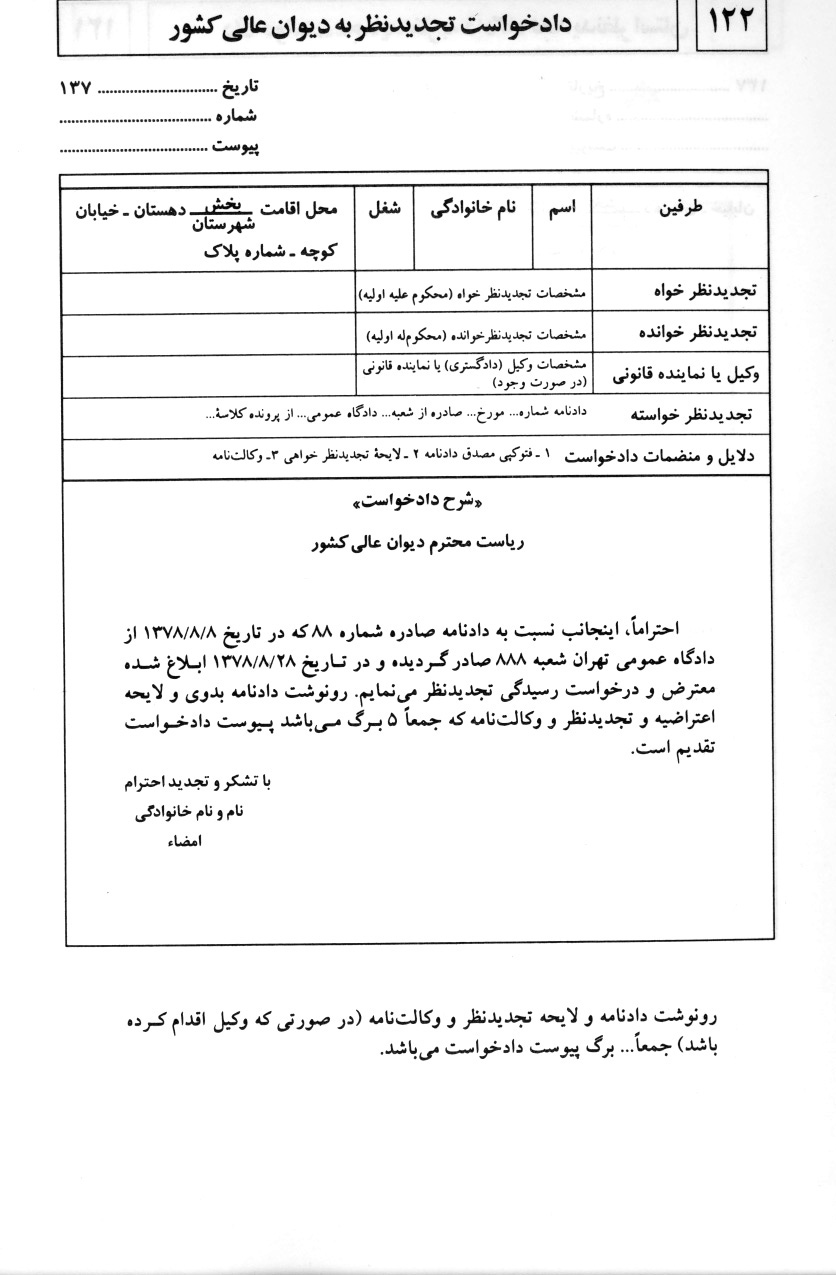 ۱۲۲
دادخواست تجدیدنظر به دیوان عالی کشور
تاریخ .............................. ۱۳۷
شماره ......................................
پیوست .....................................
طرفین
اسم
نام خانوادگی
شغل
محل اقامت بخش دهستان ـ خیابان
شهرستان
کوچه ـ شماره پلاک
تجدیدنظر خواه
مشخصات تجدیدنظر خواه (محکوم علیه اولیه)
تجدیدنظر خوانده
مشخصات تجدیدنظرخوانده (محکوم‌له اولیه)
وکیل یا نماینده قانونی
مشخصات وکیل (دادگستری) یا نماینده قانونی
(در صورت وجود)
تجدیدنظر خواسته
دادنامه شماره... مورخ... صادره از شعبه... دادگاه عمومی... از پرونده کلاسهٔ...
دلایل و منضمات دادخواست
۱ ـ فتوکپی مصدق دادنامه ۲ ـ لایحهٔ تجدیدنظر خواهی ۳ـ وکالت‌نامه
«شرح دادخواست»
ریاست محترم دیوان عالی کشور
احتراماً، اینجانب نسبت به دادنامه صادره شماره ۸۸ که در تاریخ ۱۳۷۸/۸/۸ از
دادگاه عمومی تهران شعبه ۸۸۸ صادر گردیده و در تـاریخ ۱۳۷۸/۸/۲۸ ابـلاغ شـده
معترض و درخواست رسیدگی تجدیدنظر می‌نمایم. رونوشت دادنامه بدوی و لایحه
اعتراضیه و تجدیدنظر و وکالت‌نامه که جمعاً ۵ بـرگ مـی‌باشد پـیوست دادخـواست
تقدیم است.
با تشکر و تجدید احترام
نام و نام خانوادگی
امضاء
رونوشت دادنامه و لایحه تجدیدنظر و وکالت‌نامه (در صورتی که وکیل اقدام کـرده
باشد) جمعاً... برگ پیوست دادخواست می‌باشد.